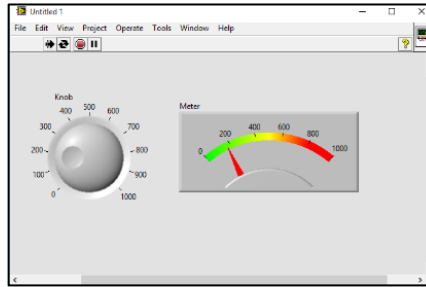 Untitled 1
File Edit View Project Operate Tools Window Help
?
Knob
400 500 600
300 700
200 800
100 900
0 1000
Meter
0 200 400 600 800 1000